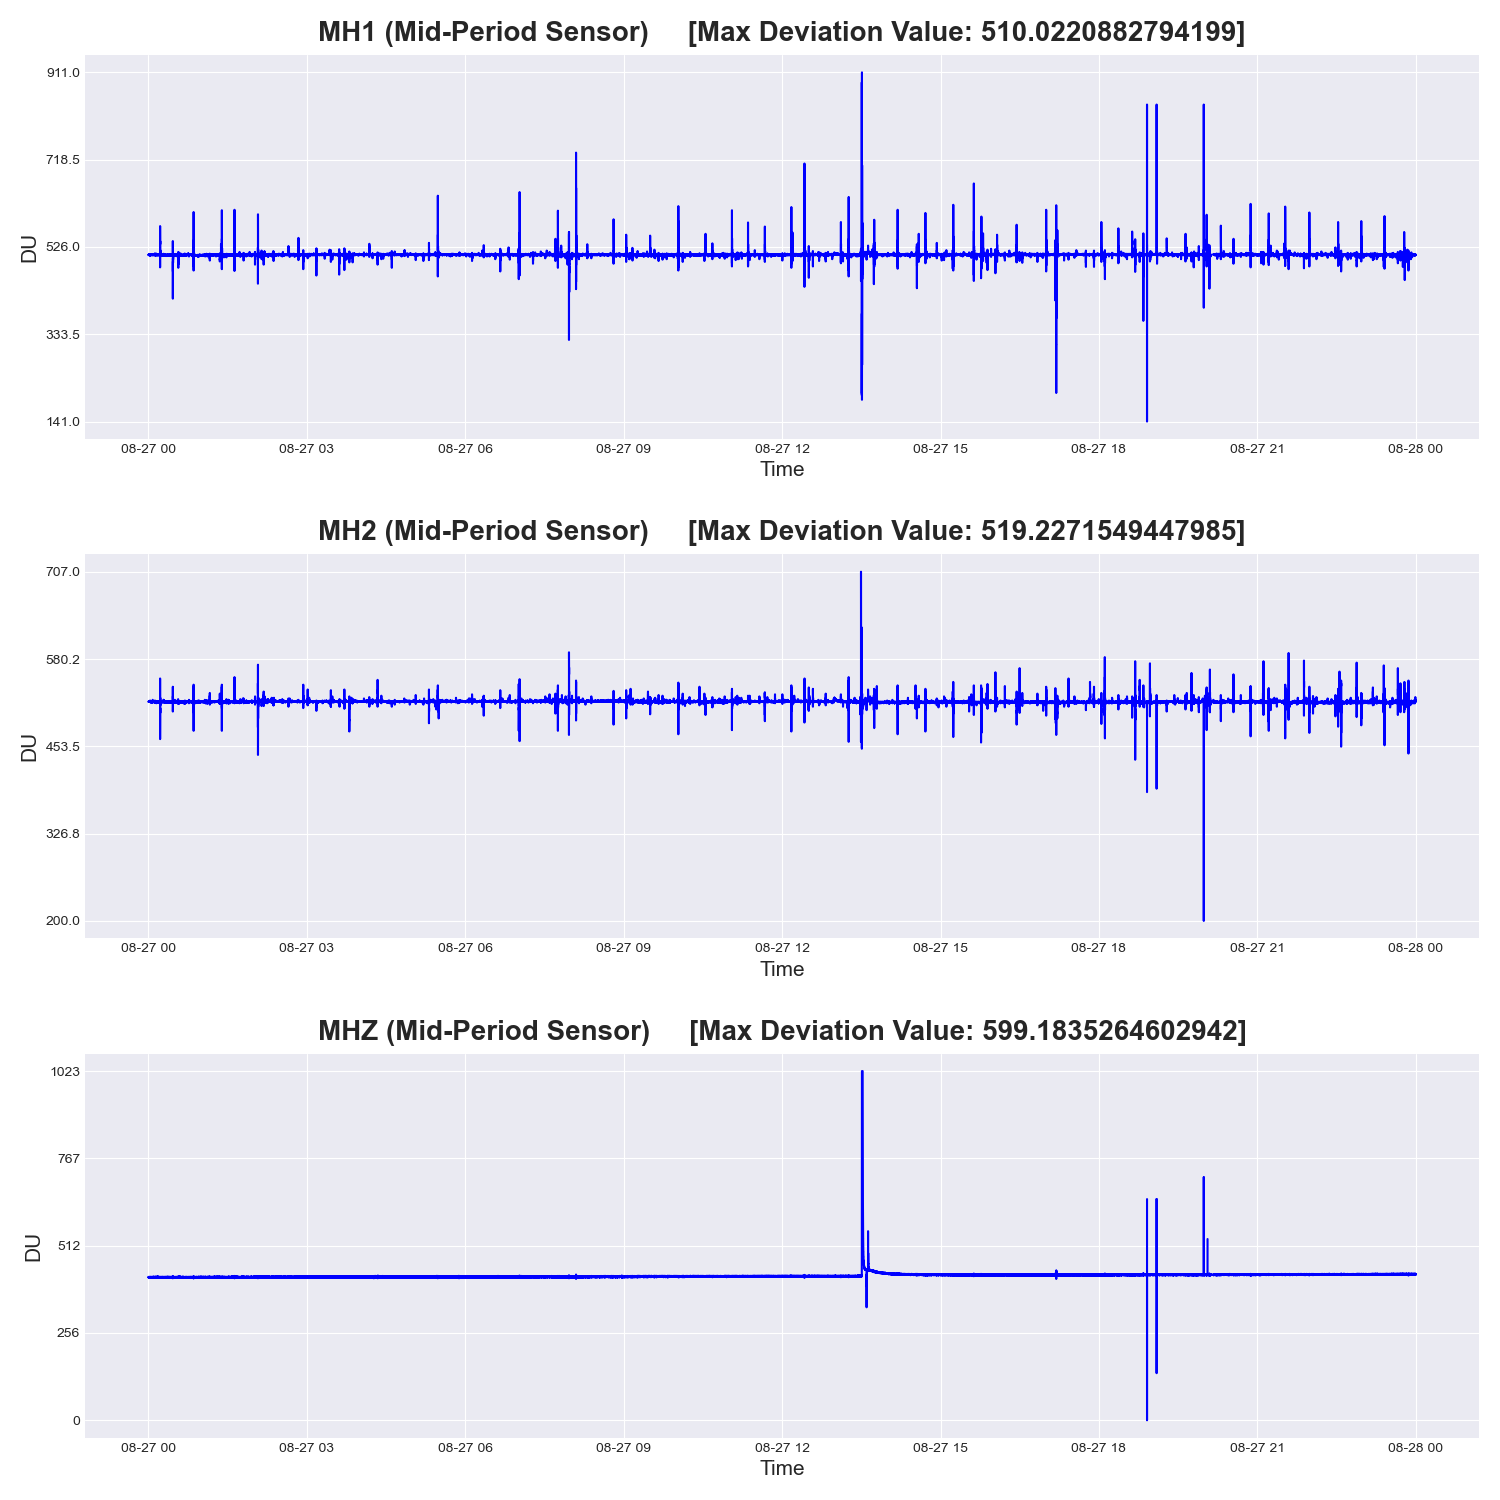 MH1 (Mid-Period Sensor) [Max Deviation Value: 510.0220882794199]
911.0
718.5
526.0
333.5
141.0
DU
08-27 00 08-27 03 08-27 06 08-27 09 08-27 12 08-27 15 08-27 18 08-27 21 08-28 00
Time
MH2 (Mid-Period Sensor) [Max Deviation Value: 519.2271549447985]
707.0
580.2
453.5
326.8
200.0
DU
08-27 00 08-27 03 08-27 06 08-27 09 08-27 12 08-27 15 08-27 18 08-27 21 08-28 00
Time
MHZ (Mid-Period Sensor) [Max Deviation Value: 599.1835264602942]
1023
767
512
256
0
DU
08-27 00 08-27 03 08-27 06 08-27 09 08-27 12 08-27 15 08-27 18 08-27 21 08-28 00
Time